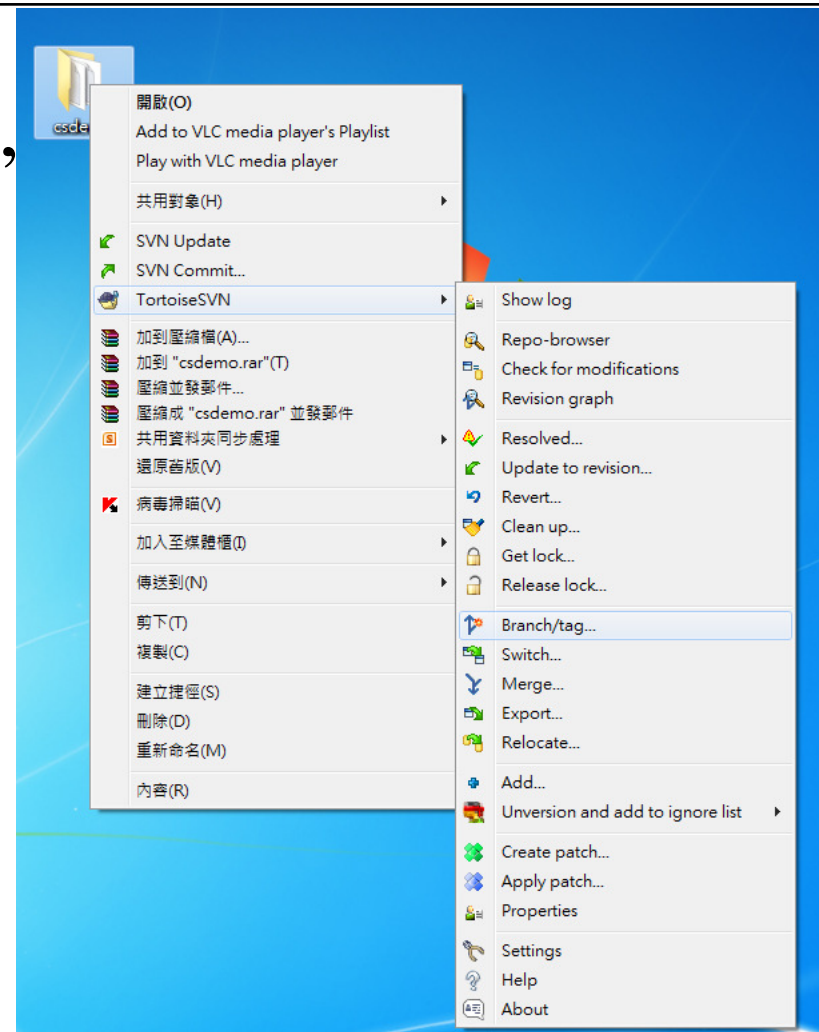 ,
csde
開啟(O)
Add to VLC media player's Playlist
Play with VLC media player
共用對象(H)
SVN Update
SVN Commit...
TortoiseSVN
加到壓縮檔(A)...
加到 "csdemo.rar"(T)
壓縮並發郵件...
壓縮成 "csdemo.rar" 並發郵件
共用資料夾同步處理
還原舊版(V)
病毒掃瞄(V)
加入至媒體櫃(I)
傳送到(N)
剪下(T)
複製(C)
建立捷徑(S)
刪除(D)
重新命名(M)
內容(R)
Show log
Repo-browser
Check for modifications
Revision graph
Resolved...
Update to revision...
Revert...
Clean up...
Get lock...
Release lock...
Branch/tag...
Switch...
Merge...
Export...
Relocate...
Add...
Unversion and add to ignore list
Create patch...
Apply patch...
Properties
Settings
Help
About